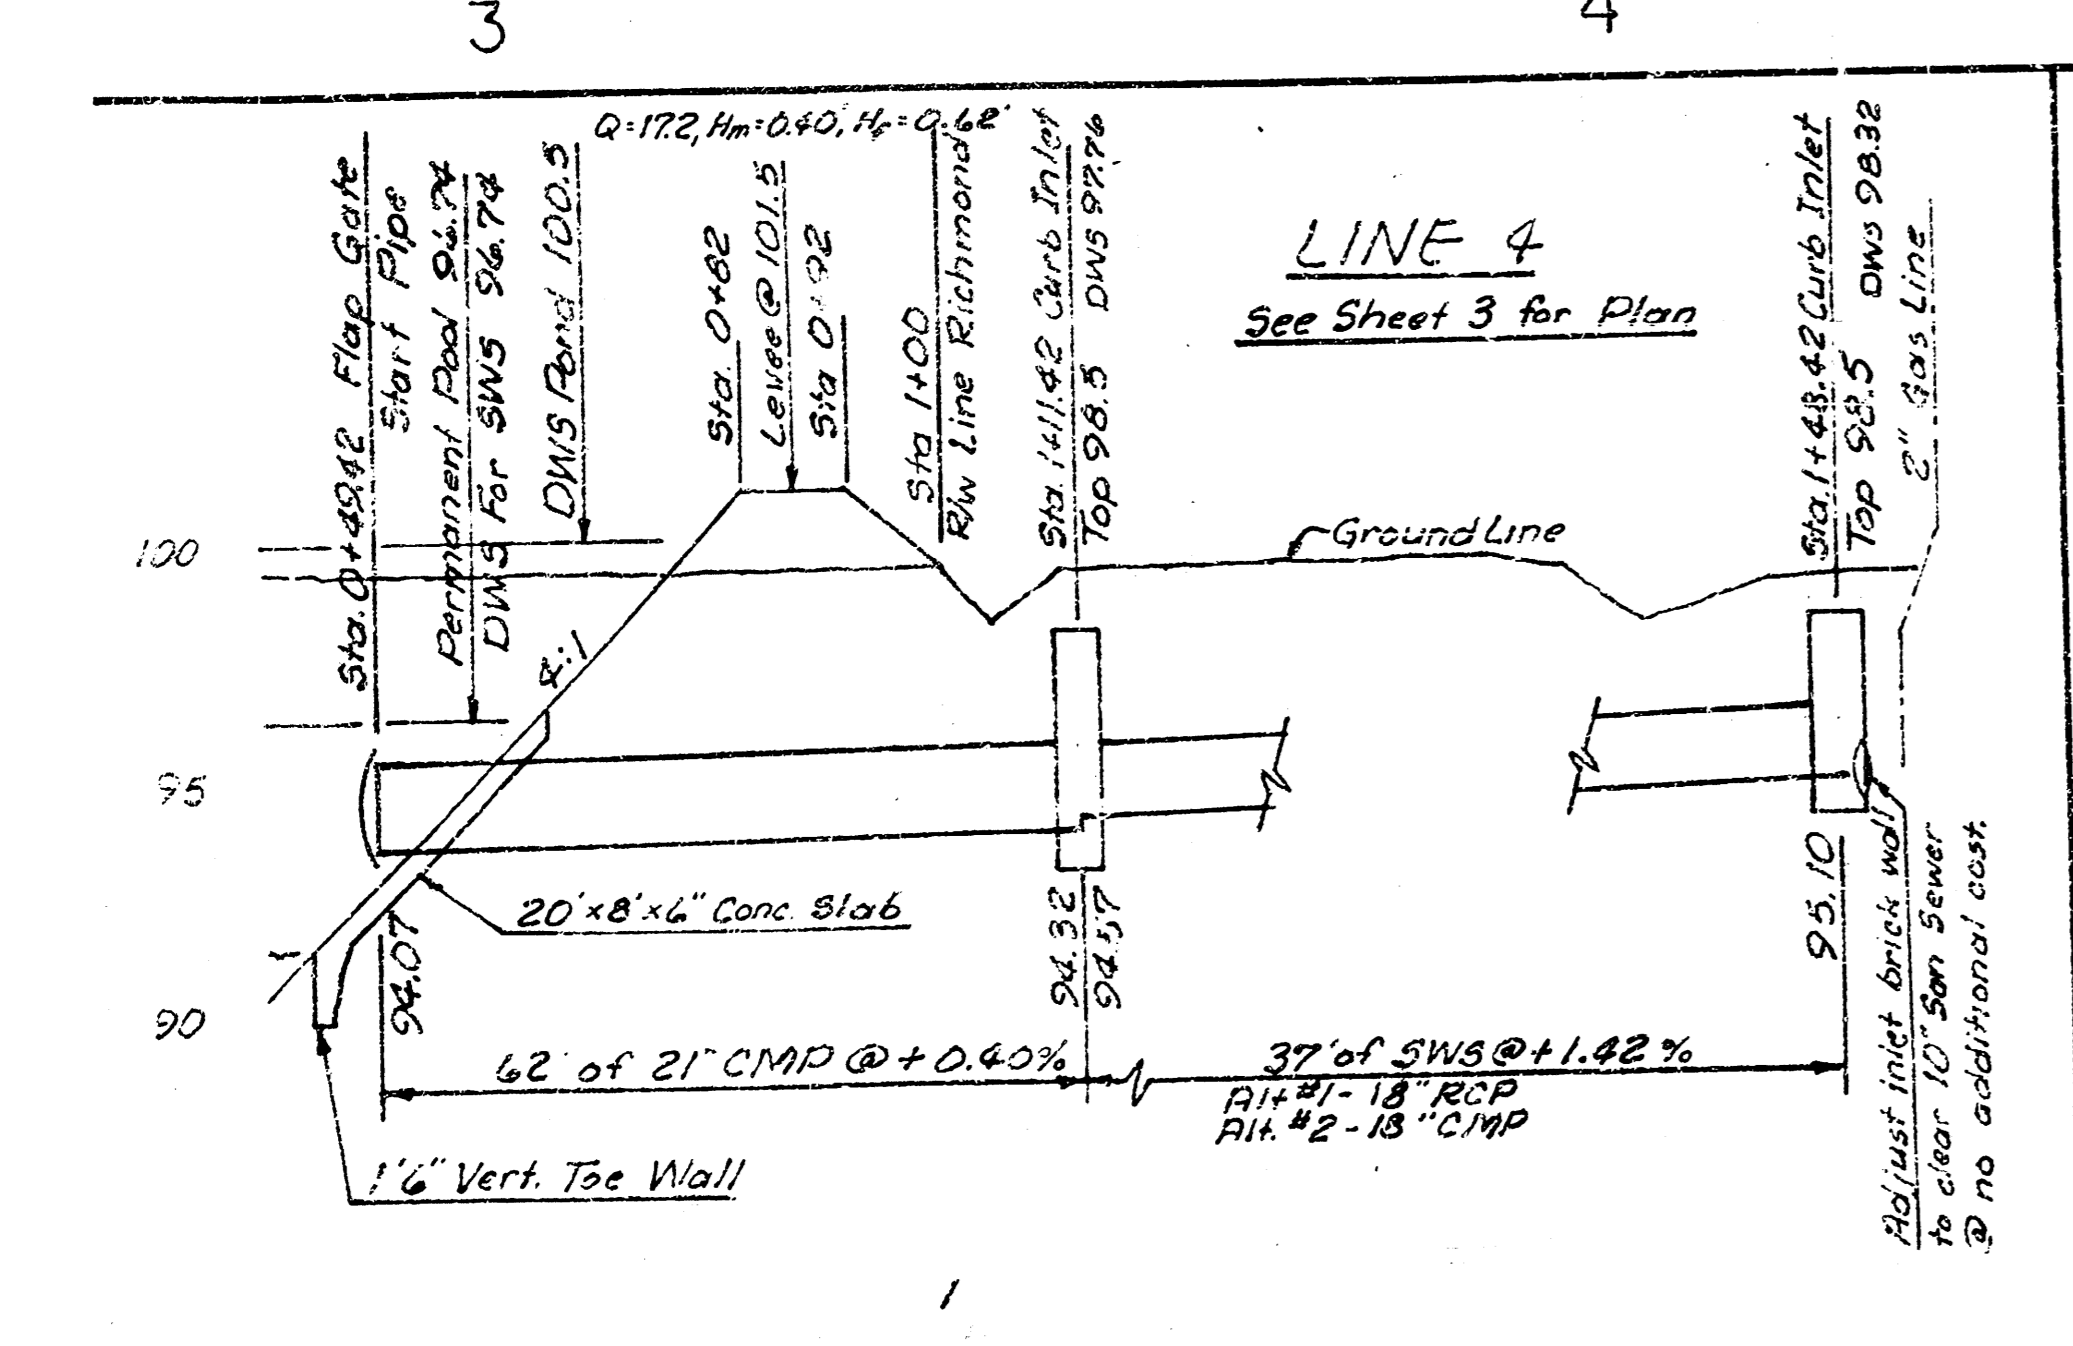 3
4
Q=17.2, Hm=0.40', Hf=0.62'
Sta. 0+49.42 Flap Gate
Start Pipe
Permanent Pool 96.74
DWS For SWS 96.74
DWS Pond 100.5
Sta. 0+82
Levee @ 101.5
Sta 0+92
Sta 1+00
R/W Line Richmond
Sta. 1+11.42 Curb Inlet
Top 98.5 DWS 97.76
LINE 4
See Sheet 3 for Plan
Sta. 1+48.42 Curb Inlet
Top 98.5 DWS 98.32
2" Gas Line
100
Ground Line
4:1
95
20'x8'x6" Conc. Slab
90
94.07
94.32
94.57
95.10
62' of 21" CMP @ + 0.40%
37' of SWS @ +1.42%
Alt #1 - 18" RCP
Alt. #2 - 18" CMP
1'6" Vert. Toe Wall
Adjust inlet brick wall
to clear 10" San Sewer
@ no additional cost.
1